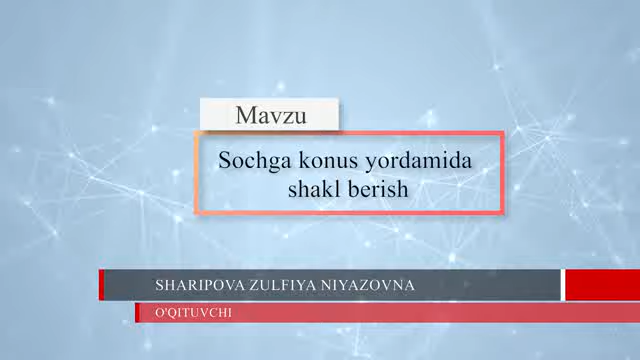 Mavzu
Sochga konus yordamida
shakl berish
SHARIPOVA ZULFIYA NIYAZOVNA
O'QITUVCHI